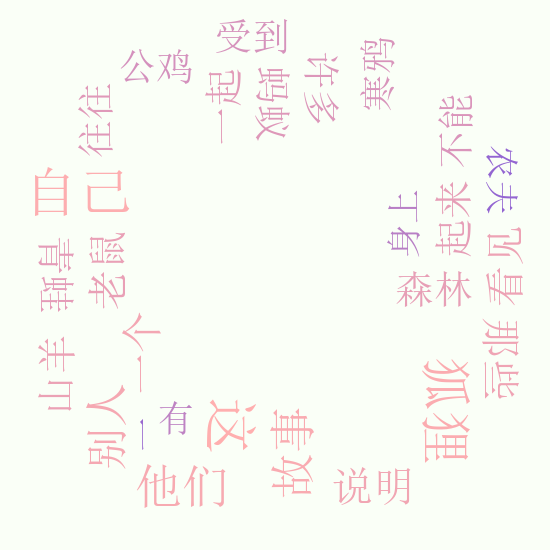 受到
公鸡
一起
蚂蚁
许多
寒鸦
往往
不能
农夫
自己
身上
起来
看见
青蛙
老鼠
森林
那些
一个
山羊
狐狸
别人
一
有
这
故事
他们
说明